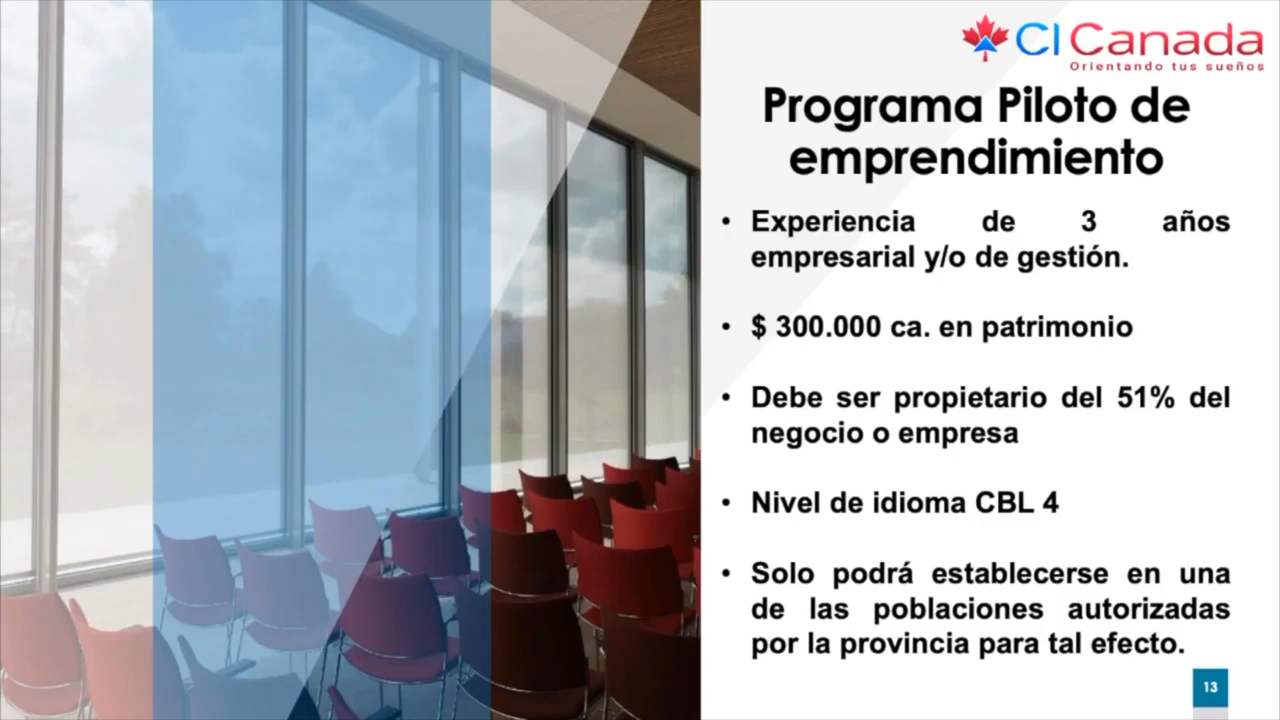 CI Canada
Orientando tus sueños
Programa Piloto de
emprendimiento
• Experiencia de 3 años
empresarial y/o de gestión.
• $ 300.000 ca. en patrimonio
• Debe ser propietario del 51% del
negocio o empresa
• Nivel de idioma CBL 4
• Solo podrá establecerse en una
de las poblaciones autorizadas
por la provincia para tal efecto.
13